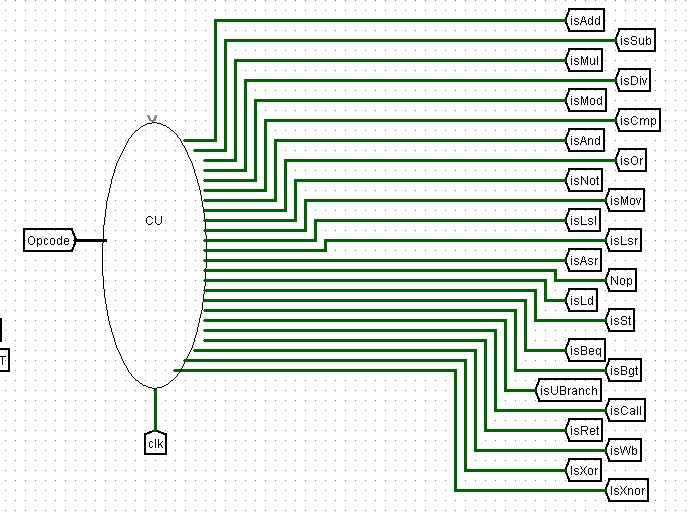 isAdd
isSub
isMul
isDiv
isMod
isCmp
isAnd
isOr
isNot
isMov
CU
isLsl
Opcode
isLsr
isAsr
Nop
isLd
isSt
isBeq
T
isBgt
isUBranch
isCall
isRet
clk
isWb
IsXor
IsXnor